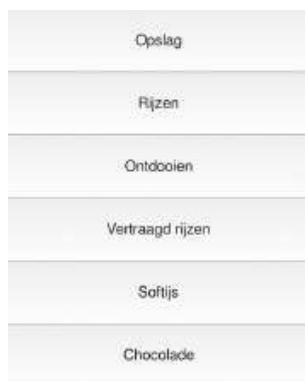 Opslag
Rijzen
Ontdooien
Vertraagd rijzen
Softijs
Chocolade